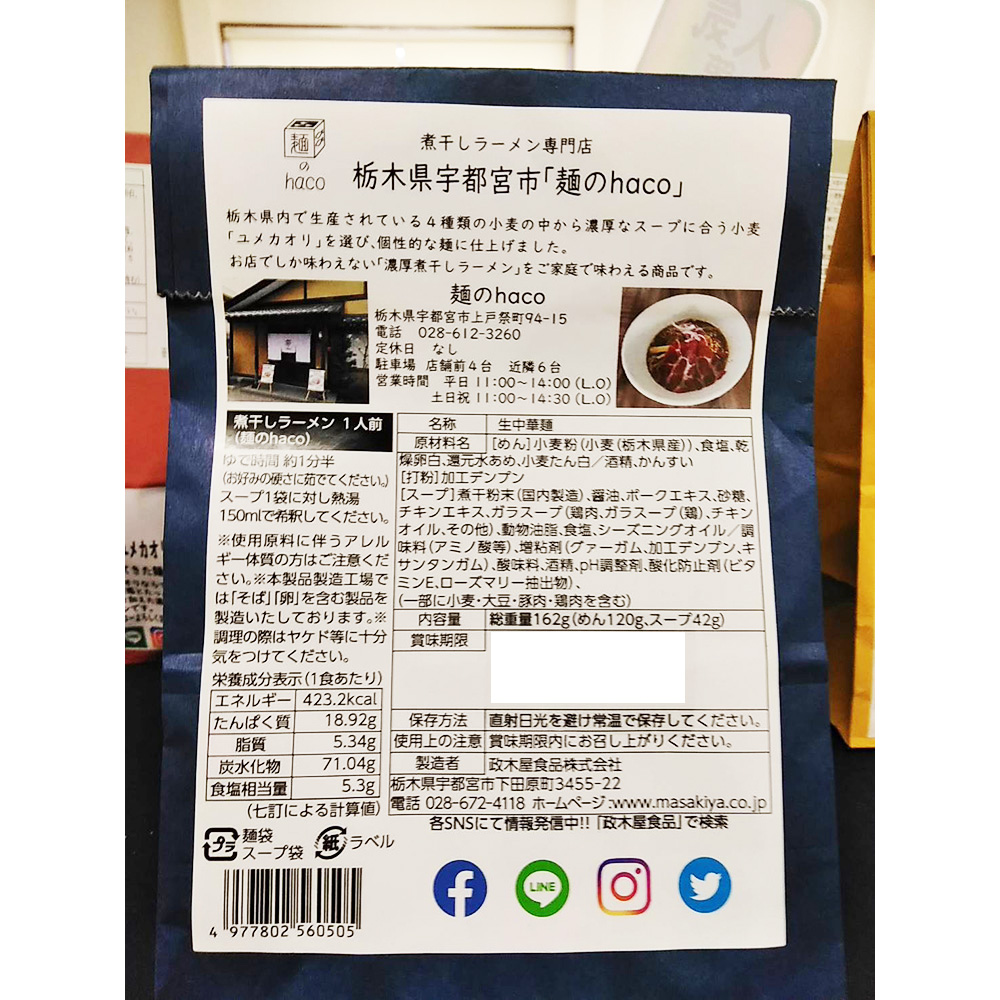 麺
の
haco
煮干しラーメン専門店
栃木県宇都宮市「麺のhaco」
栃木県内で生産されている4種類の小麦の中から濃厚なスープに合う小麦
「ユメカオリ」を選び、個性的な麺に仕上げました。
お店でしか味わえない「濃厚煮干しラーメン」をご家庭で味わえる商品です。
麺のhaco
栃木県宇都宮市上戸祭町94-15
電話 028-612-3260
定休日 なし
駐車場 店舗前4台 近隣6台
営業時間 平日 11:00~14:00 (L.O)
土日祝 11:00~14:30 (L.O)
煮干しラーメン 1人前
(麺のhaco)
ゆで時間 約1分半
(お好みの硬さに茹でてください。)
スープ1袋に対し熱湯
150mlで希釈してください。
※使用原料に伴うアレル
ギー体質の方はご注意くださ
い。※本製品製造工場で
は「そば」「卵」を含む製品を
製造いたしております。※
調理の際はヤケド等に十分
気をつけてください。
栄養成分表示(1食あたり)
エネルギー 423.2kcal
たんぱく質 18.92g
脂質 5.34g
炭水化物 71.04g
食塩相当量 5.3g
(七訂による計算値)
名称 生中華麺
原材料名 [めん]小麦粉(小麦(栃木県産))、食塩、乾
燥卵白、還元水あめ、小麦たん白/酒精、かんすい
[打粉]加工デンプン
[スープ]煮干粉末(国内製造)、醤油、ポークエキス、砂糖、
チキンエキス、ガラスープ(鶏肉、ガラスープ(鶏)、チキン
オイル、その他)、動物油脂、食塩、シーズニングオイル/調
味料(アミノ酸等)、増粘剤(グァーガム、加工デンプン、キ
サンタンガム)、酸味料、酒精、pH調整剤、酸化防止剤(ビタ
ミンE、ローズマリー抽出物)、
(一部に小麦・大豆・豚肉・鶏肉を含む)
内容量 総重量162g(めん120g、スープ42g)
賞味期限
保存方法 直射日光を避け常温で保存してください。
使用上の注意 賞味期限内にお召し上がりください。
製造者 政木屋食品株式会社
栃木県宇都宮市下田原町3455-22
電話 028-672-4118 ホームページ:www.masakiya.co.jp
各SNSにて情報発信中!!「政木屋食品」で検索
プラ 麺袋
スープ袋
紙 ラベル
LINE
4 977802 560505
ユメカオリ